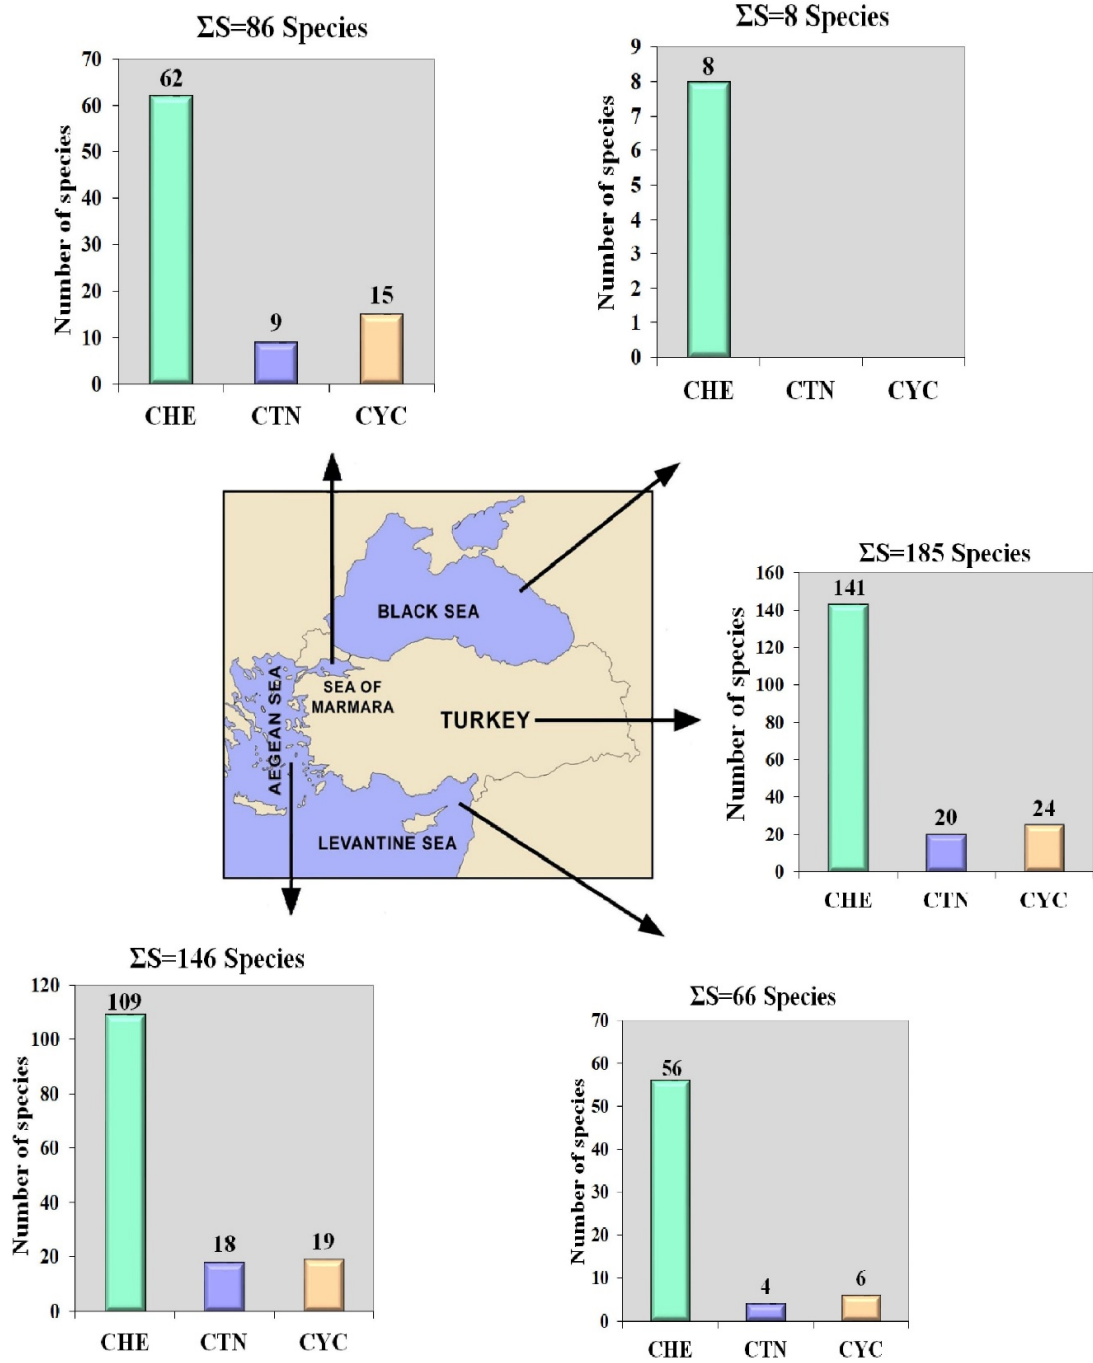 ΣS=86 Species
Number of species
70
60
50
40
30
20
10
0
62
9
15
CHE CTN CYC
ΣS=8 Species
Number of species
9
8
7
6
5
4
3
2
1
0
8
CHE CTN CYC
BLACK SEA
SEA OF
MARMARA
AEGEAN SEA
TURKEY
LEVANTINE SEA
ΣS=185 Species
Number of species
160
140
120
100
80
60
40
20
0
141
20
24
CHE CTN CYC
ΣS=146 Species
Number of species
120
100
80
60
40
20
0
109
18
19
CHE CTN CYC
ΣS=66 Species
Number of species
70
60
50
40
30
20
10
0
56
4
6
CHE CTN CYC